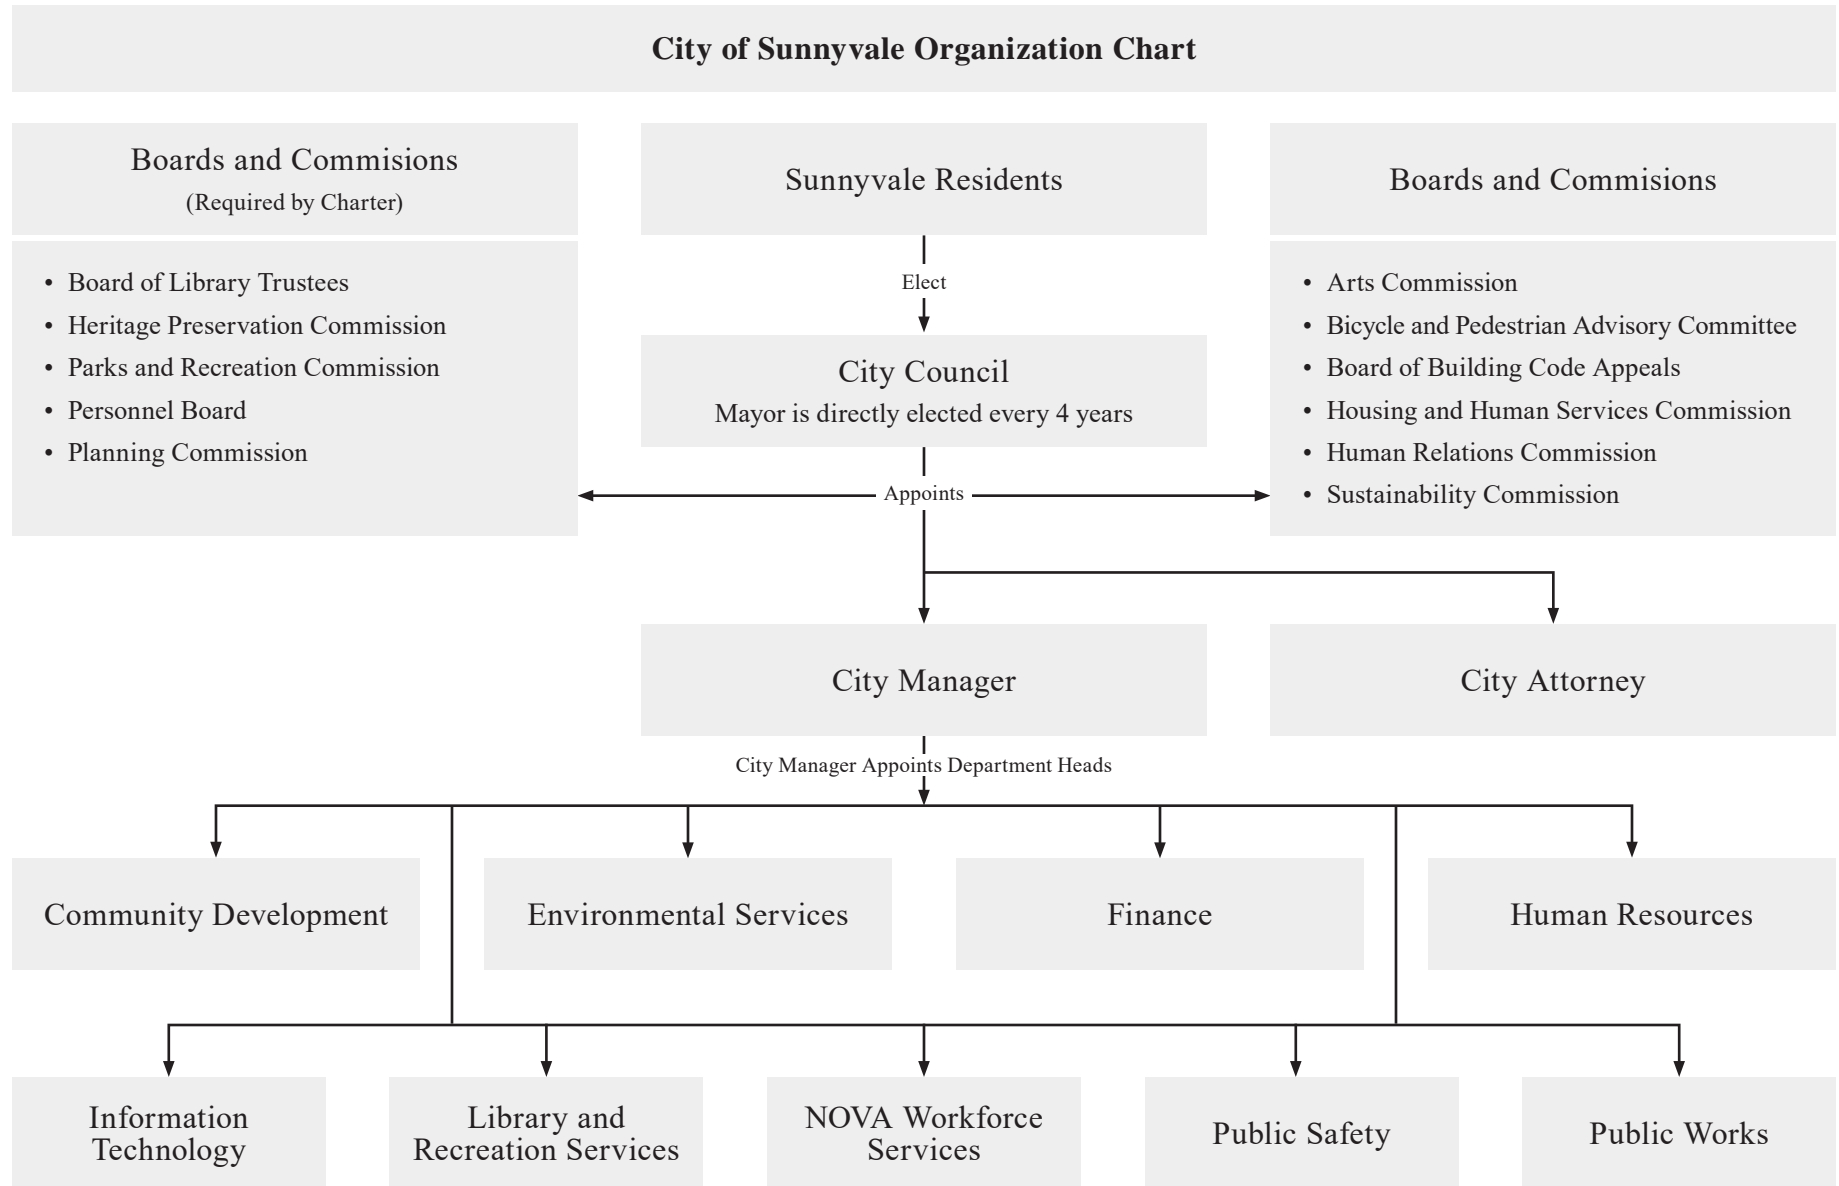 City of Sunnyvale Organization Chart
Boards and Commisions
(Required by Charter)
• Board of Library Trustees
• Heritage Preservation Commission
• Parks and Recreation Commission
• Personnel Board
• Planning Commission
Sunnyvale Residents
Elect
City Council
Mayor is directly elected every 4 years
Appoints
Boards and Commisions
• Arts Commission
• Bicycle and Pedestrian Advisory Committee
• Board of Building Code Appeals
• Housing and Human Services Commission
• Human Relations Commission
• Sustainability Commission
City Manager
City Attorney
City Manager Appoints Department Heads
Community Development
Environmental Services
Finance
Human Resources
Information
Technology
Library and
Recreation Services
NOVA Workforce
Services
Public Safety
Public Works